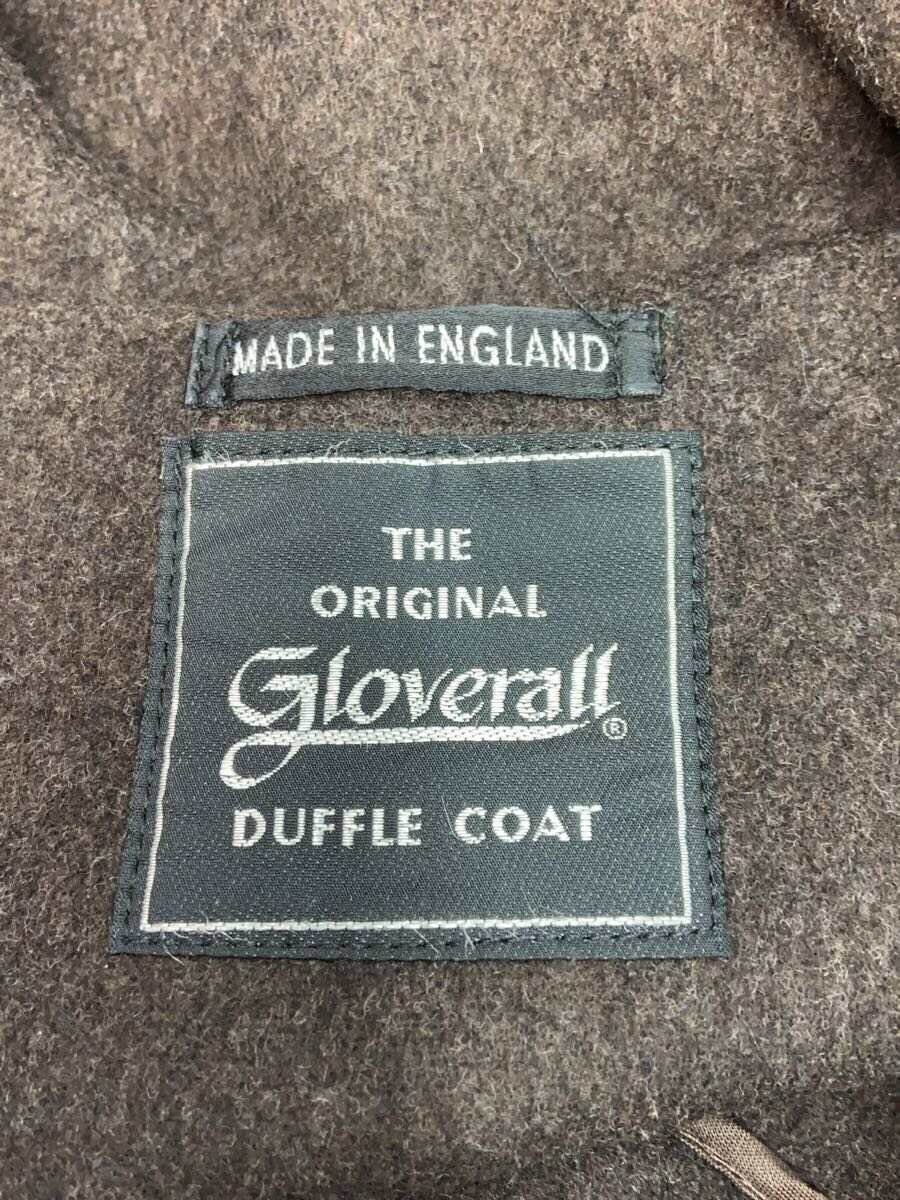 MADE IN ENGLAND
THE
ORIGINAL
Gloverall®
DUFFLE COAT